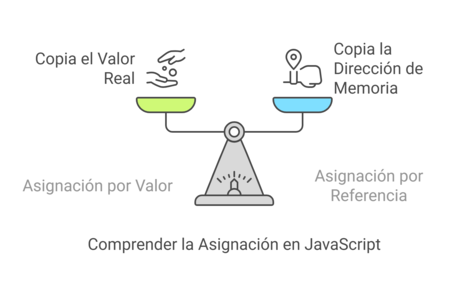 Copia el Valor
Real
Copia la
Dirección de
Memoria
Asignación por Valor
Asignación por
Referencia
Comprender la Asignación en JavaScript